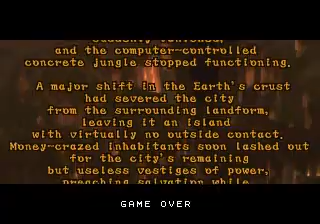 suddenly vanished,
and the computer-controlled
concrete jungle stopped functioning.
A major shift in the Earth's crust
had severed the city
from the surrounding landform,
leaving it an island
with virtually no outside contact.
Money-crazed inhabitants soon lashed out
for the city's remaining
but useless vestiges of power,
preaching salvation while
GAME OVER